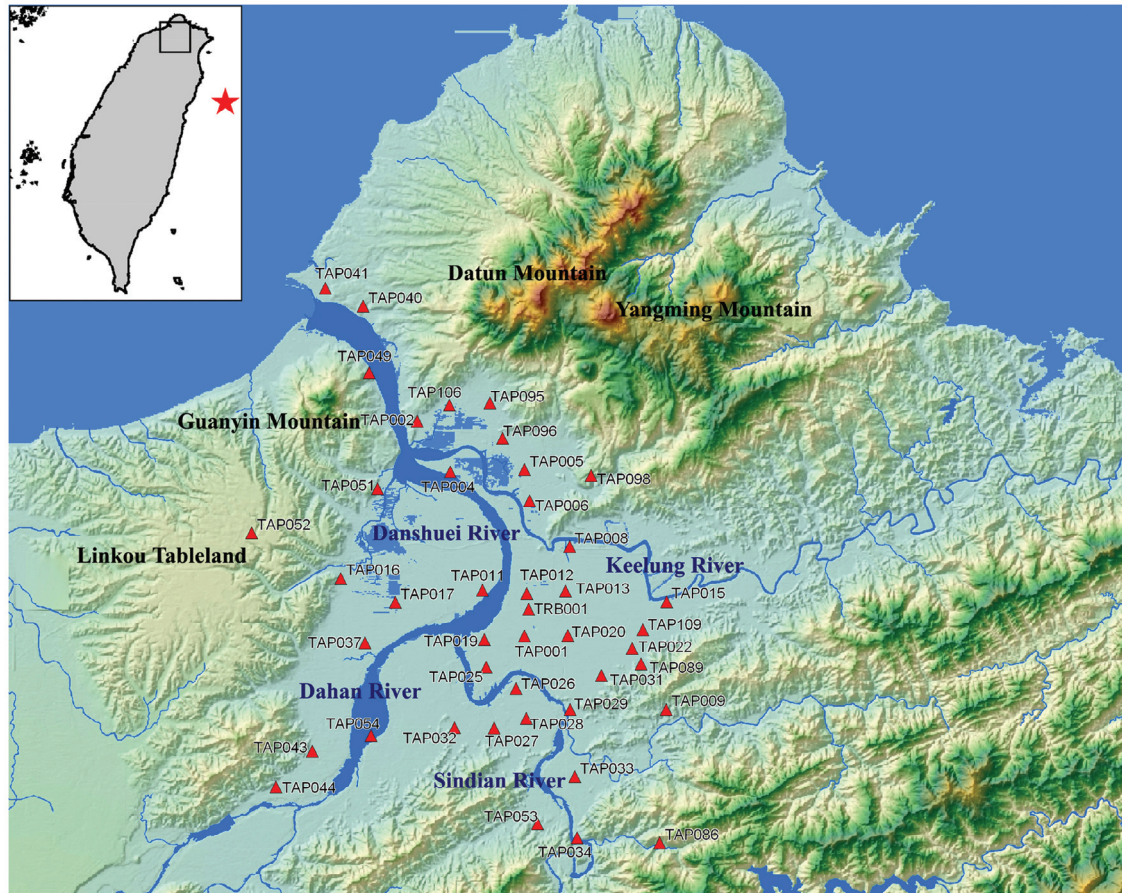 TAP041
TAP040
Datun Mountain
Yangming Mountain
TAP049
TAP106
TAP095
Guanyin Mountain
TAP002
TAP096
TAP005
TAP004
TAP098
TAP051
TAP006
TAP052
Danshuei River
TAP008
Linkou Tableland
Keelung River
TAP016
TAP011
TAP012
TAP013
TAP017
TRB001
TAP015
TAP109
TAP037
TAP019
TAP001
TAP020
TAP022
TAP089
TAP025
TAP031
Dahan River
TAP026
TAP029
TAP009
TAP054
TAP032
TAP027
TAP028
TAP043
TAP044
Sindian River
TAP033
TAP053
TAP034
TAP086